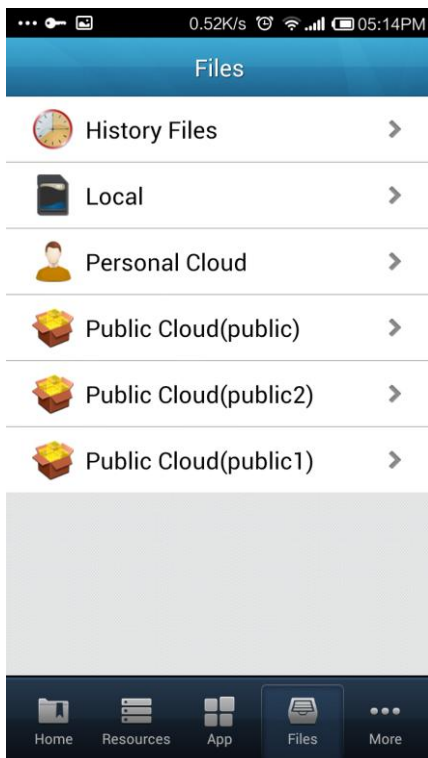 0.52K/s 05:14PM
Files
History Files
Local
Personal Cloud
Public Cloud(public)
Public Cloud(public2)
Public Cloud(public1)
Home Resources App Files More